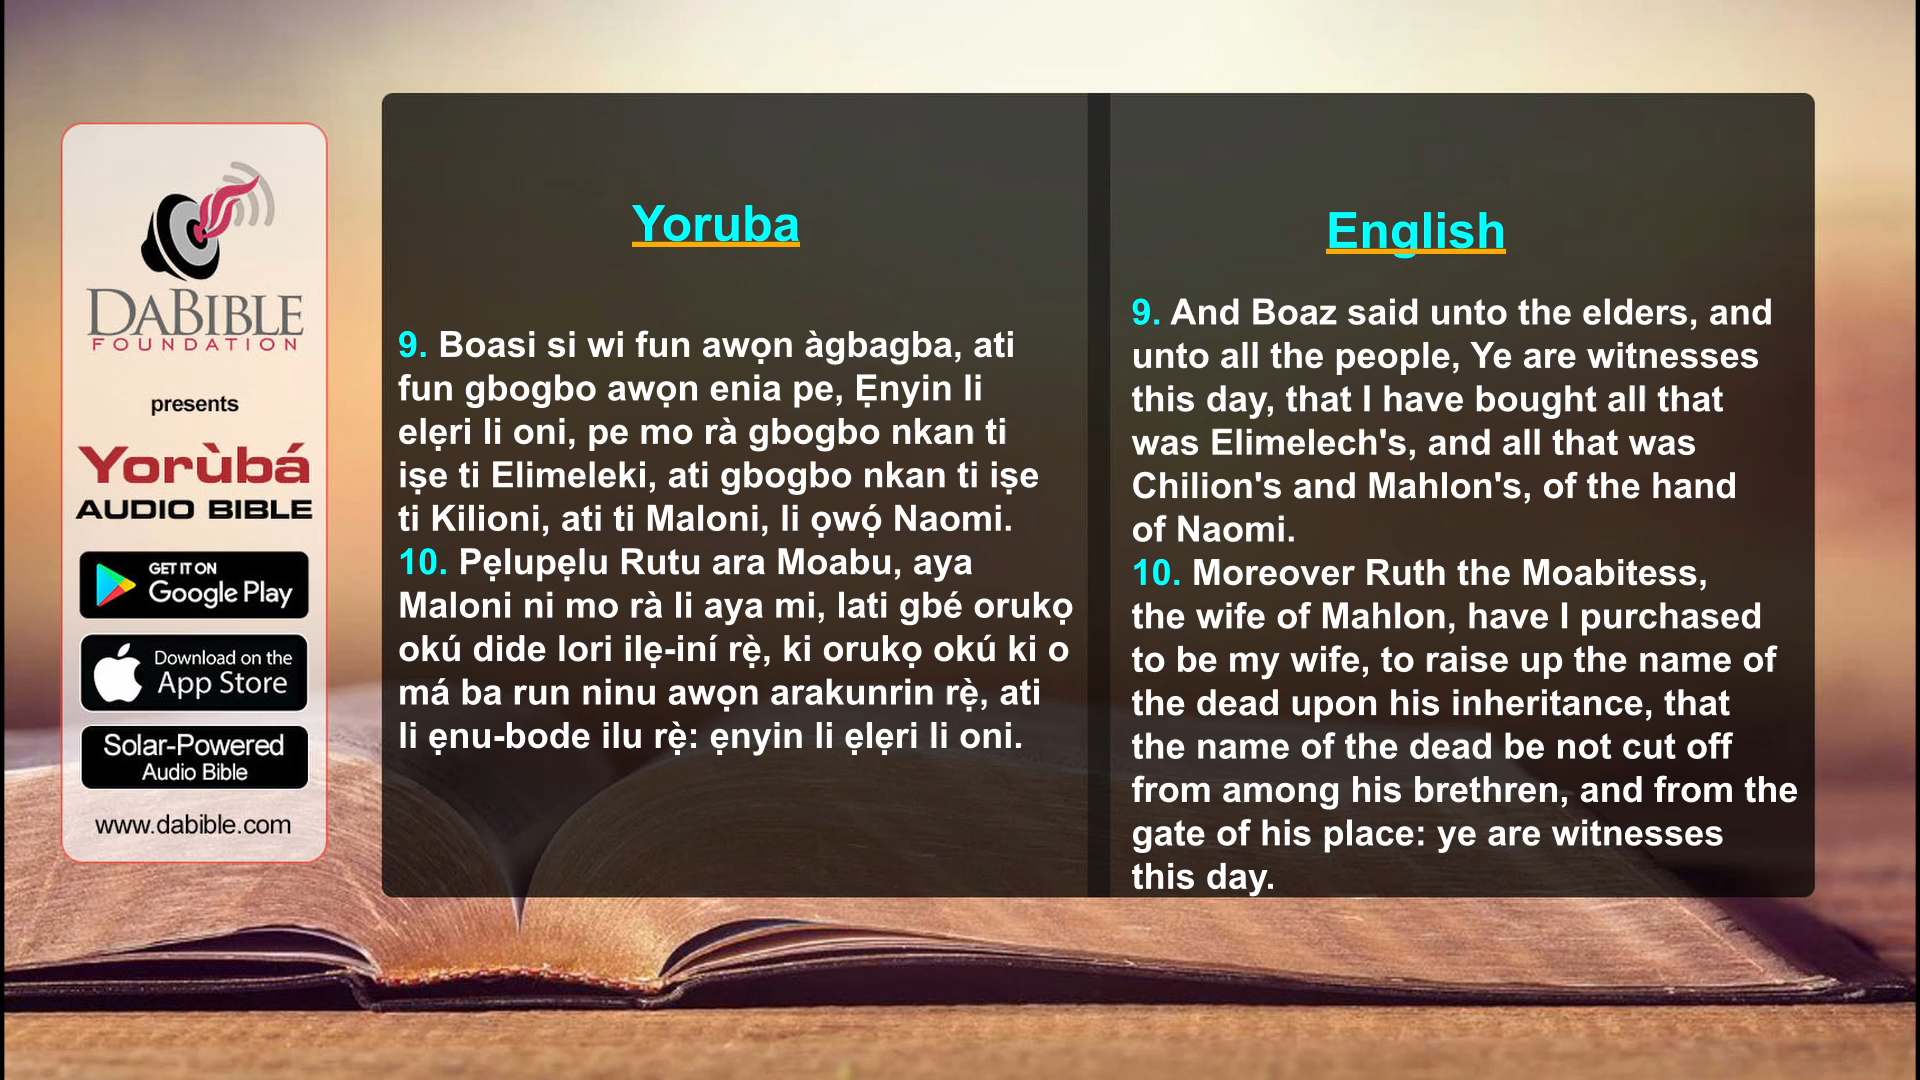 DABIBLE
FOUNDATION
presents
Yorùbá
AUDIO BIBLE
GET IT ON
Google Play
Download on the
App Store
Solar-Powered
Audio Bible
www.dabible.com
Yoruba
9. Boasi si wi fun awọn àgbagba, ati
fun gbogbo awọn enia pe, Ẹnyin li
elẹri li oni, pe mo rà gbogbo nkan ti
iṣe ti Elimeleki, ati gbogbo nkan ti iṣe
ti Kilioni, ati ti Maloni, li ọwọ́ Naomi.
10. Pẹlupẹlu Rutu ara Moabu, aya
Maloni ni mo rà li aya mi, lati gbé orukọ
okú dide lori ilẹ-iní rẹ̀, ki orukọ okú ki o
má ba run ninu awọn arakunrin rẹ̀, ati
li ẹnu-bode ilu rẹ̀: ẹnyin li ẹlẹri li oni.
English
9. And Boaz said unto the elders, and
unto all the people, Ye are witnesses
this day, that I have bought all that
was Elimelech's, and all that was
Chilion's and Mahlon's, of the hand
of Naomi.
10. Moreover Ruth the Moabitess,
the wife of Mahlon, have I purchased
to be my wife, to raise up the name of
the dead upon his inheritance, that
the name of the dead be not cut off
from among his brethren, and from the
gate of his place: ye are witnesses
this day.